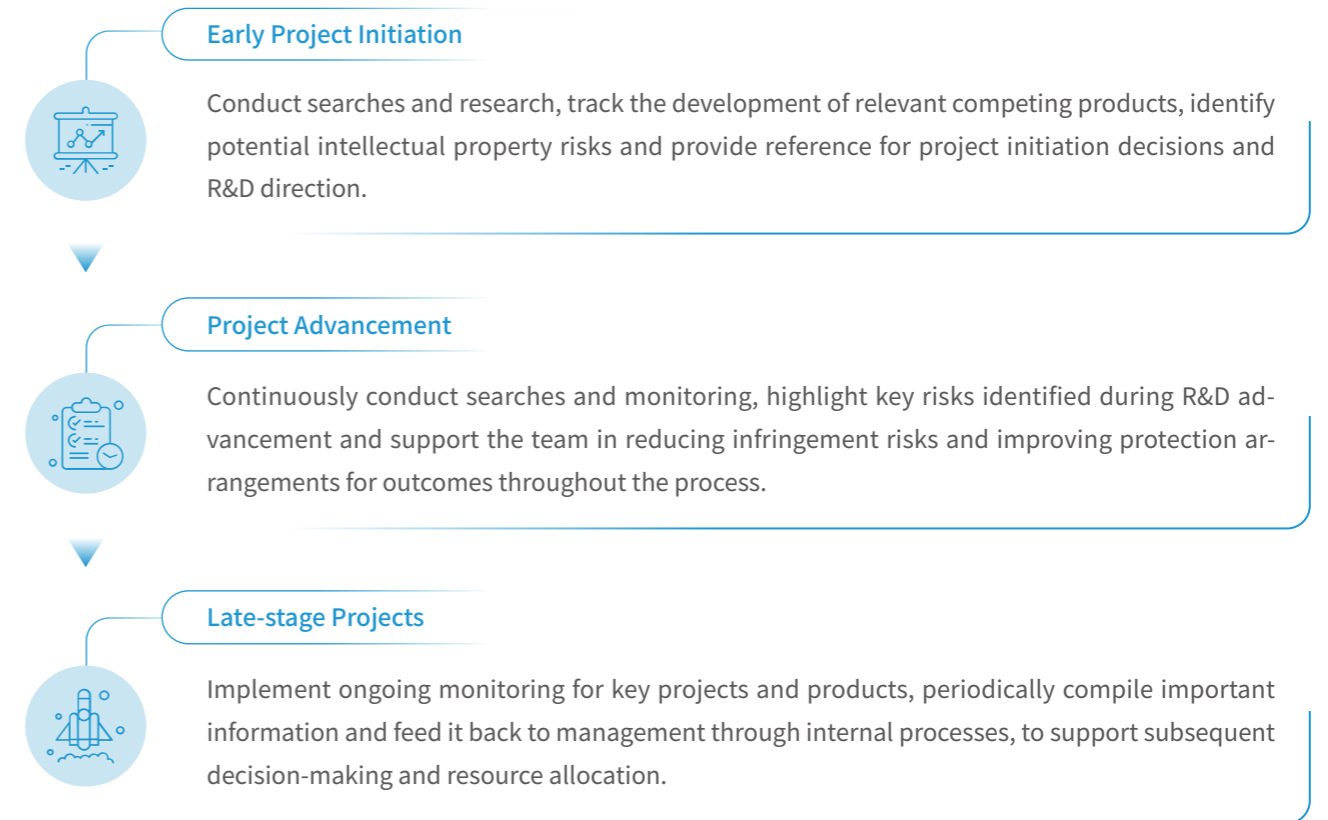 Early Project Initiation
Conduct searches and research, track the development of relevant competing products, identify
potential intellectual property risks and provide reference for project initiation decisions and
R&D direction.
Project Advancement
Continuously conduct searches and monitoring, highlight key risks identified during R&D ad-
vancement and support the team in reducing infringement risks and improving protection ar-
rangements for outcomes throughout the process.
Late-stage Projects
Implement ongoing monitoring for key projects and products, periodically compile important
information and feed it back to management through internal processes, to support subsequent
decision-making and resource allocation.